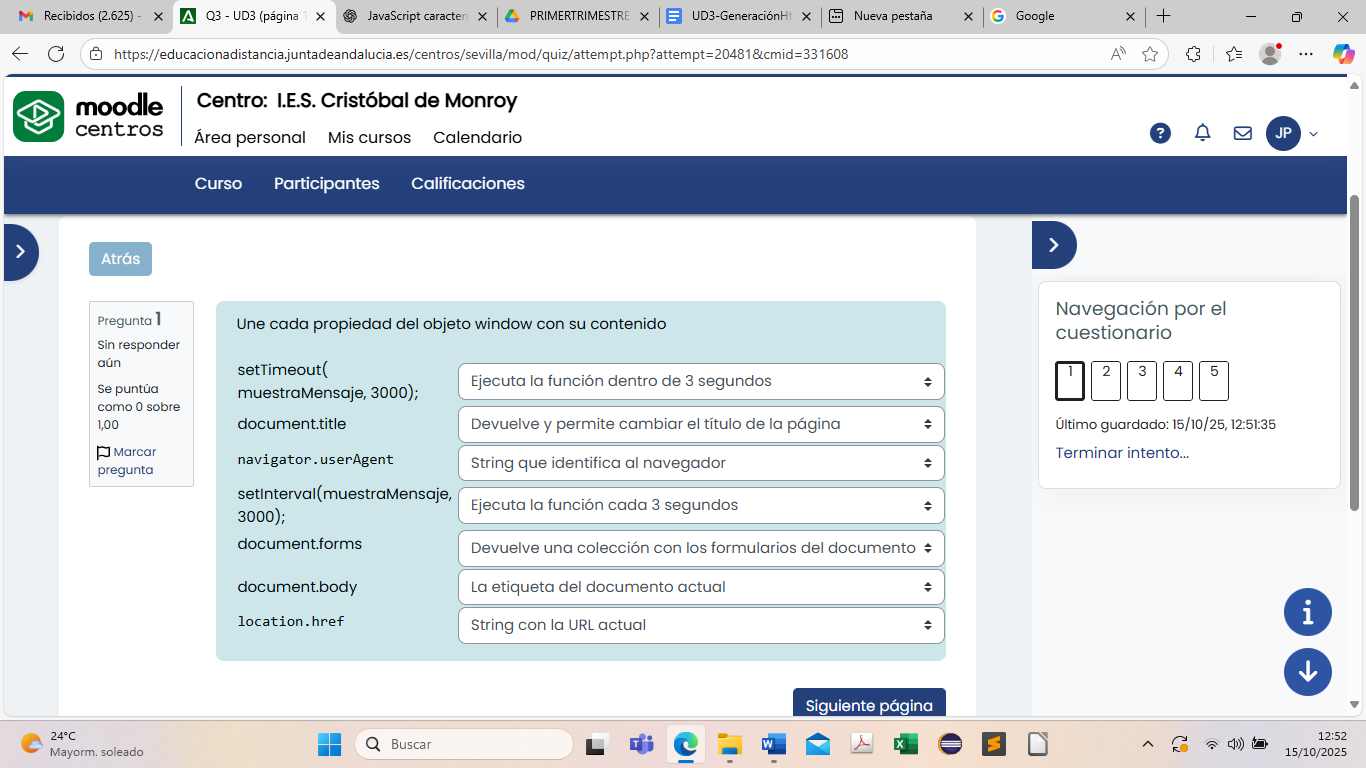 Recibidos (2.625) -
Q3 - UD3 (página 1
JavaScript caracterí
PRIMERTRIMESTRE
UD3-GeneraciónHt
Nueva pestaña
Google
https://educacionadistancia.juntadeandalucia.es/centros/sevilla/mod/quiz/attempt.php?attempt=20481&cmid=331608
moodle
centros
Centro: I.E.S. Cristóbal de Monroy
Área personal Mis cursos Calendario
JP
Curso Participantes Calificaciones
Atrás
Pregunta 1
Sin responder
aún
Se puntúa
como 0 sobre
1,00
Marcar
pregunta
Une cada propiedad del objeto window con su contenido
setTimeout(
muestraMensaje, 3000);
Ejecuta la función dentro de 3 segundos
document.title
Devuelve y permite cambiar el título de la página
navigator.userAgent
String que identifica al navegador
setInterval(muestraMensaje,
3000);
Ejecuta la función cada 3 segundos
document.forms
Devuelve una colección con los formularios del documento
document.body
La etiqueta del documento actual
location.href
String con la URL actual
Siguiente página
Navegación por el
cuestionario
1 2 3 4 5
Último guardado: 15/10/25, 12:51:35
Terminar intento...
24°C
Mayorm. soleado
Buscar
12:52
15/10/2025